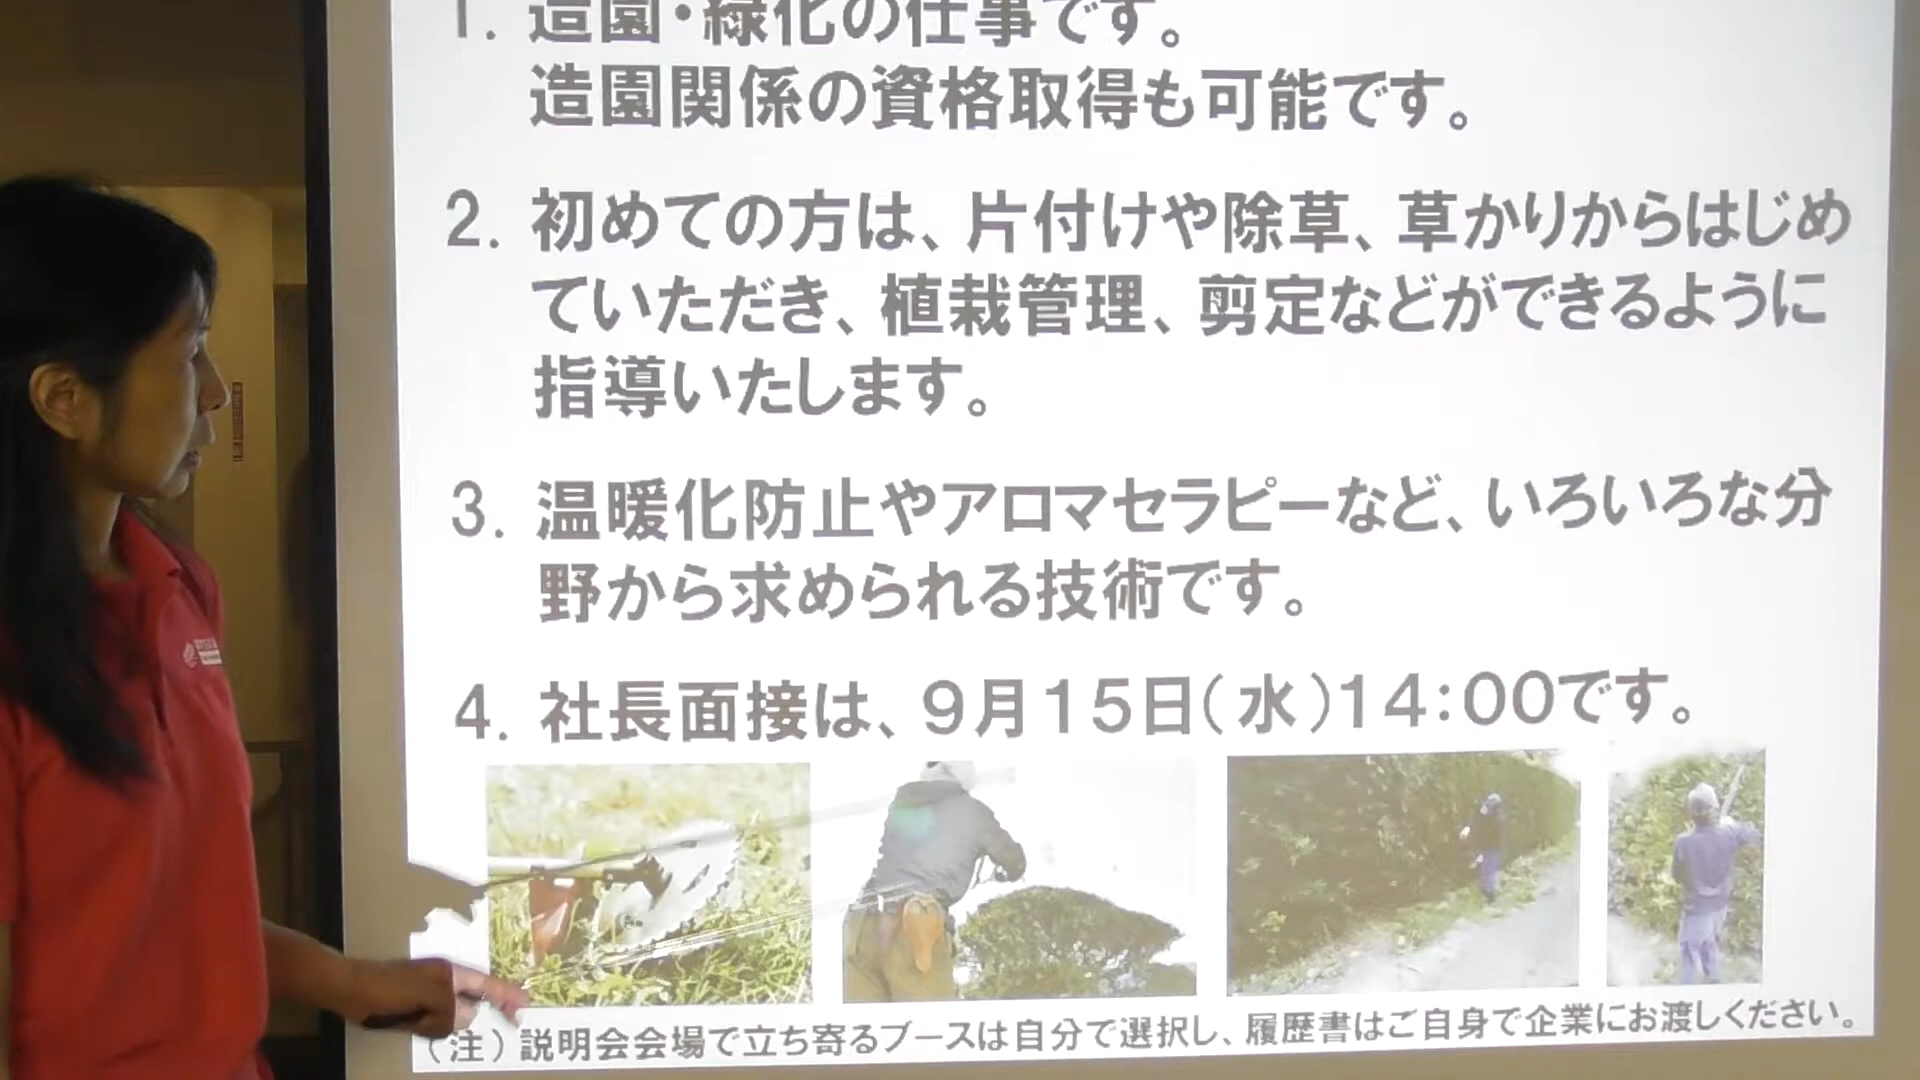 1. 造園・緑化の仕事です。
造園関係の資格取得も可能です。
2. 初めての方は、片付けや除草、草かりからはじめ
ていただき、植栽管理、剪定などができるように
指導いたします。
3. 温暖化防止やアロマセラピーなど、いろいろな分
野から求められる技術です。
4. 社長面接は、9月15日(水)14:00です。
(注)説明会会場で立ち寄るブースは自分で選択し、履歴書はご自身で企業にお渡しください。